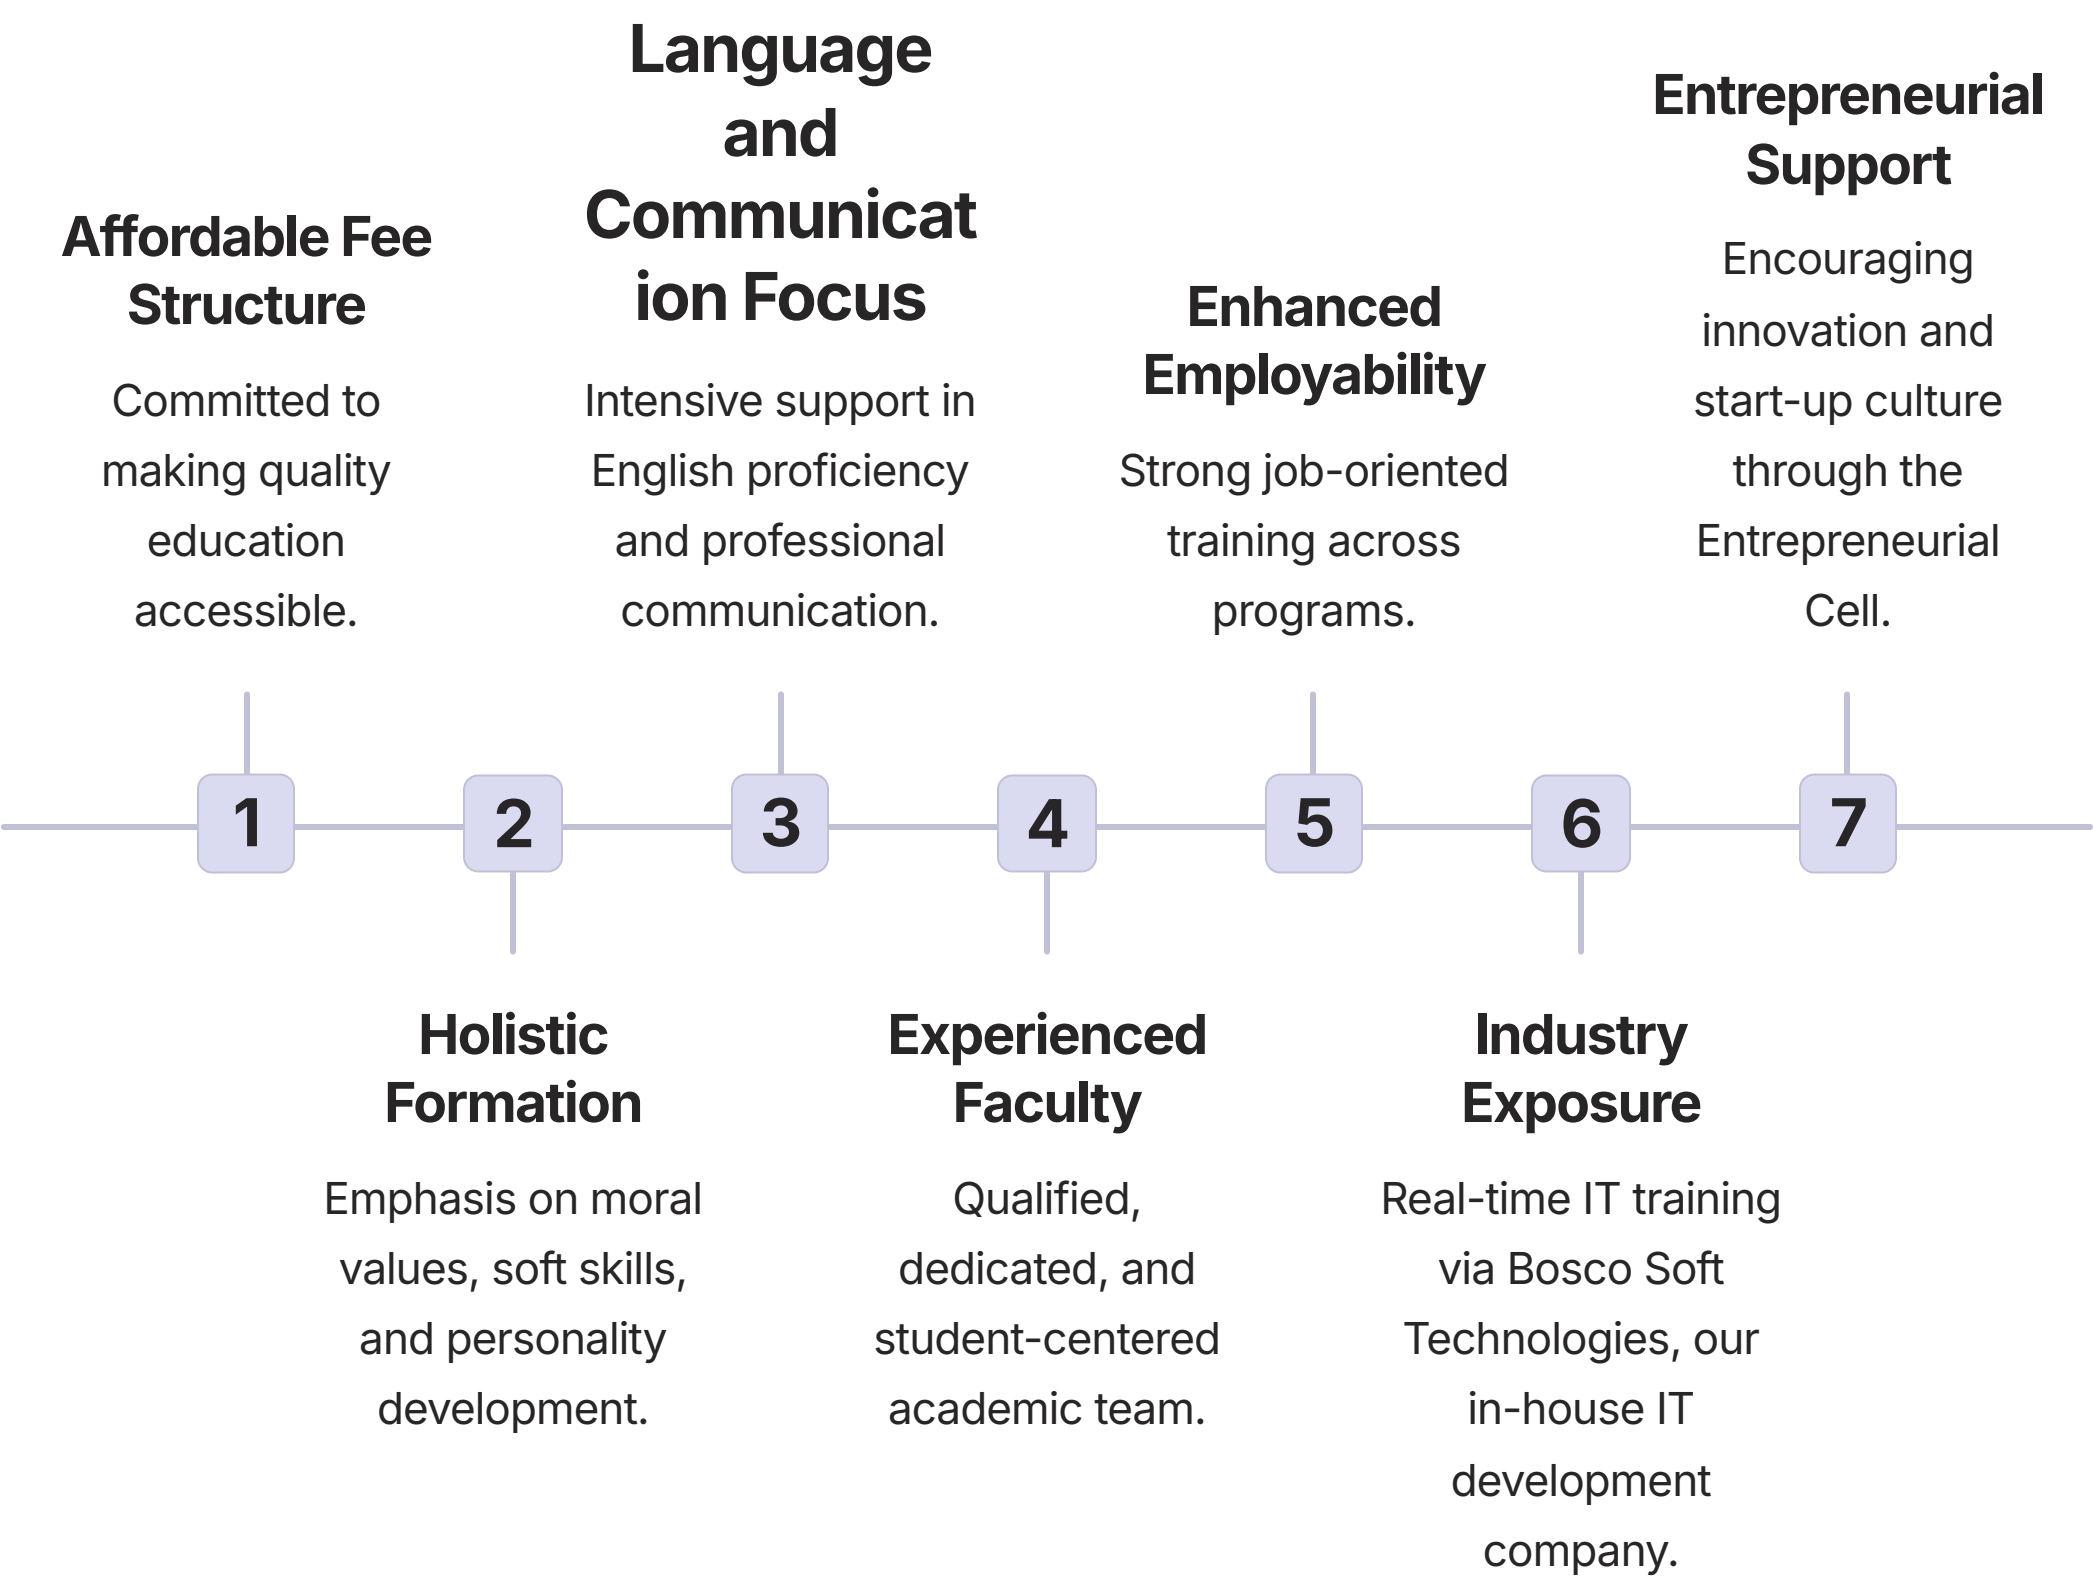 Affordable Fee
Structure
Committed to
making quality
education
accessible.
1
Holistic
Formation
Emphasis on moral
values, soft skills,
and personality
development.
2
Language
and
Communicat
ion Focus
Intensive support in
English proficiency
and professional
communication.
3
Experienced
Faculty
Qualified,
dedicated, and
student-centered
academic team.
4
Enhanced
Employability
Strong job-oriented
training across
programs.
5
Industry
Exposure
Real-time IT training
via Bosco Soft
Technologies, our
in-house IT
development
company.
6
Entrepreneurial
Support
Encouraging
innovation and
start-up culture
through the
Entrepreneurial
Cell.
7